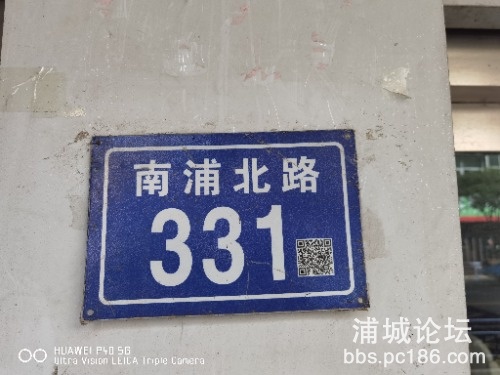 南浦北路
331
HUAWEI P40 5G
Ultra Vision LEICA Triple Camera
浦城论坛
bbs.pc186.com